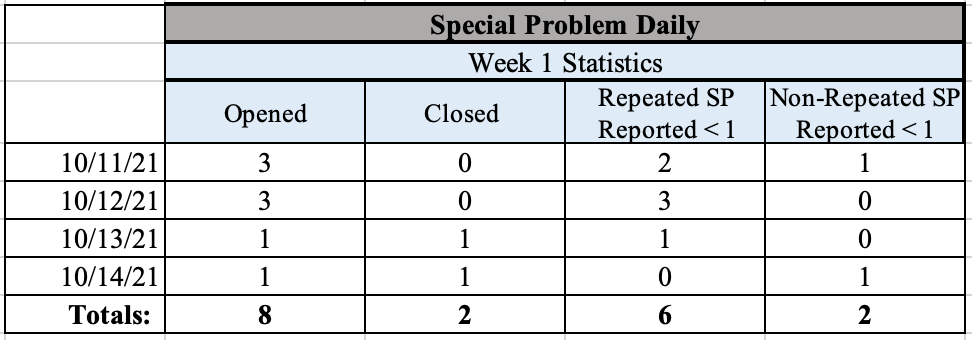 Special Problem Daily
Week 1 Statistics
Opened Closed Repeated SP Reported < 1 Non-Repeated SP Reported < 1
10/11/21 3 0 2 1
10/12/21 3 0 3 0
10/13/21 1 1 1 0
10/14/21 1 1 0 1
Totals: 8 2 6 2